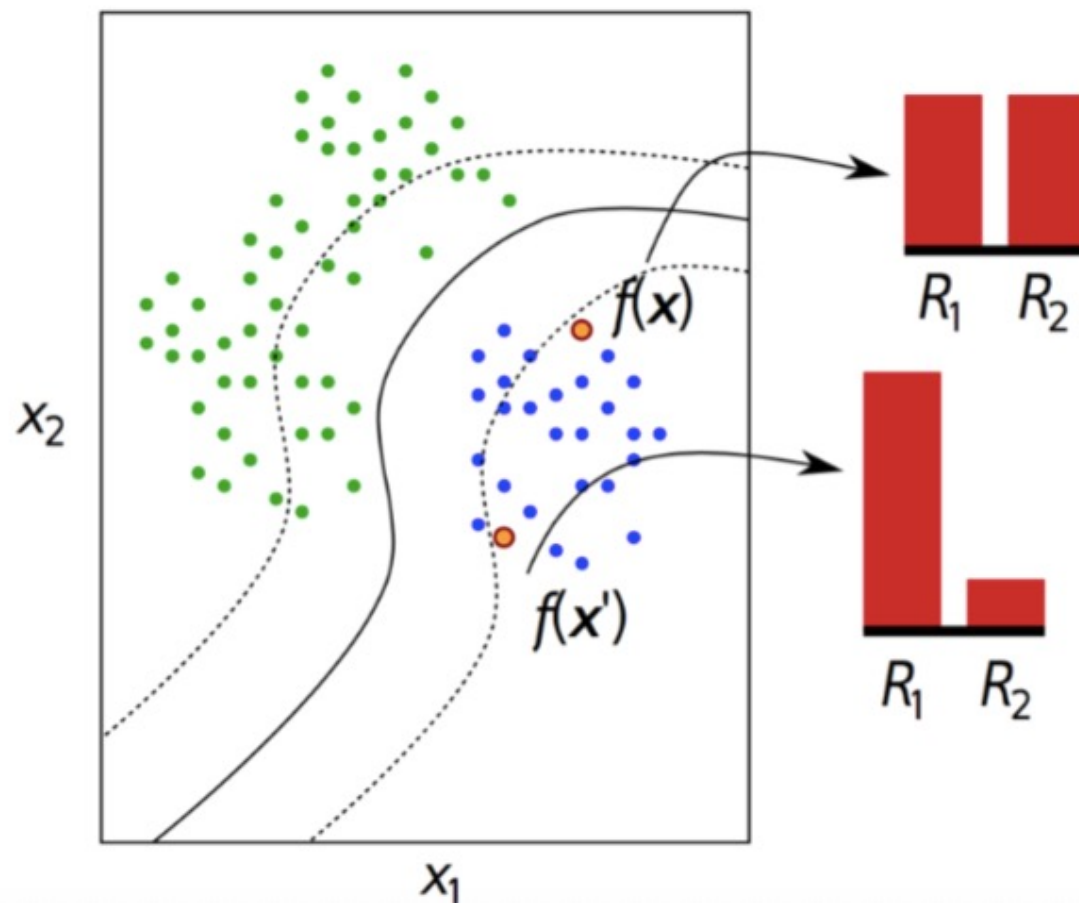 R₁ R₂
f(x)
x₂
f(x')
R₁ R₂
x₁